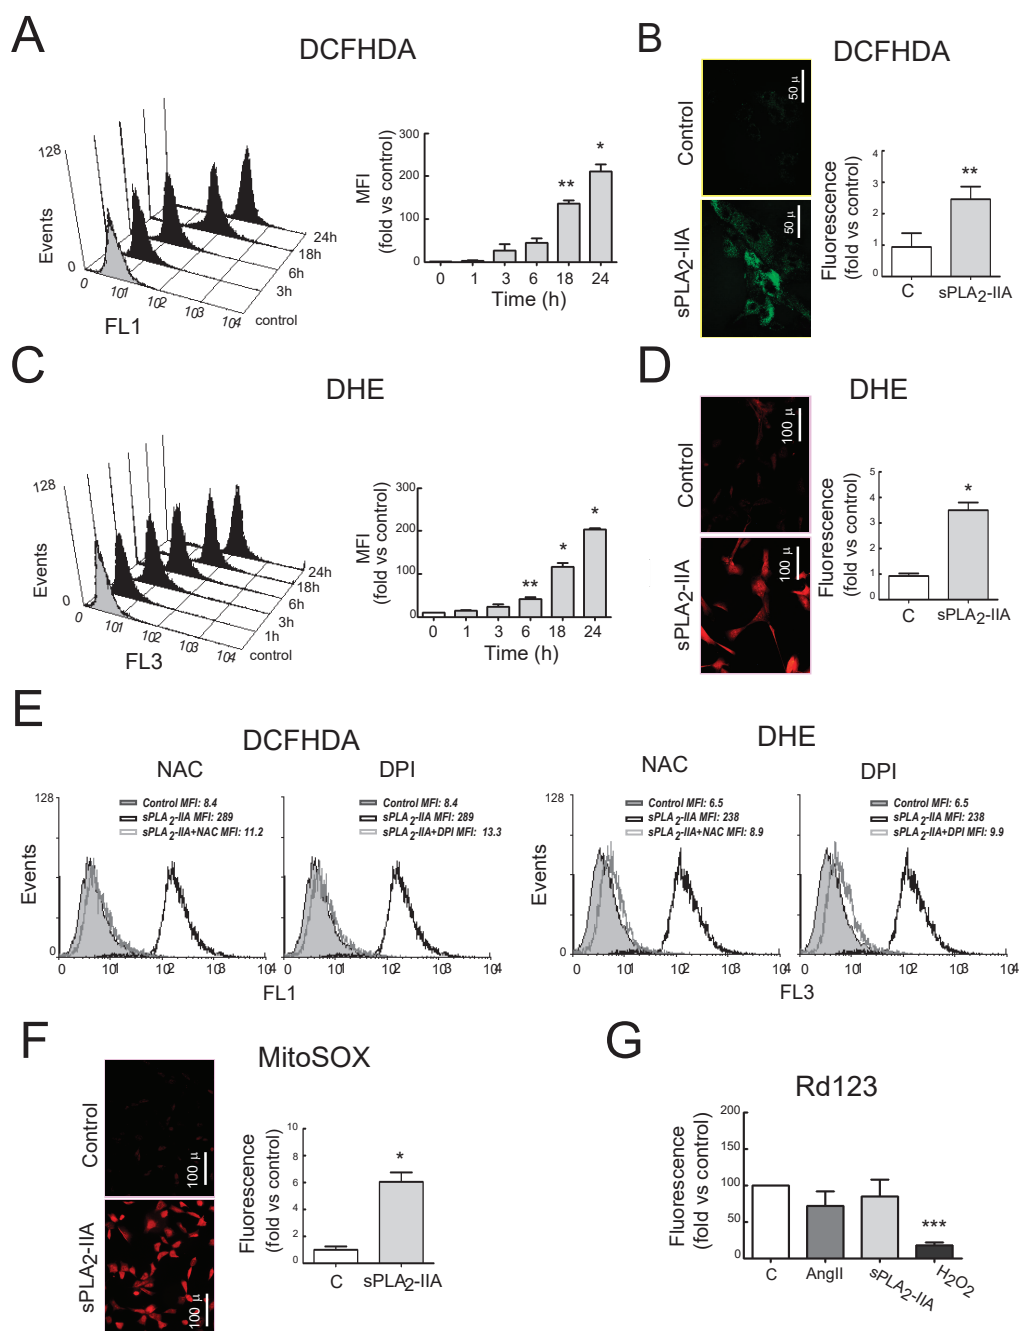 A
DCFHDA
128
Events
0
0
10¹
10²
10³
10⁴
FL1
control
3h
6h
18h
24h
MFI
(fold vs control)
300
200
100
0
0 1 3 6 18 24
** *
Time (h)
B
DCFHDA
Control
50 μ
sPLA₂-IIA
50 μ
Fluorescence
(fold vs control)
4
3
2
1
0
**
C sPLA₂-IIA
C
DHE
128
Events
0
0
10¹
10²
10³
10⁴
FL3
control
1h
3h
6h
18h
24h
MFI
(fold vs control)
300
200
100
0
** * *
0 1 3 6 18 24
Time (h)
D
DHE
Control
100 μ
sPLA₂-IIA
100 μ
Fluorescence
(fold vs control)
5
4
3
2
1
0
*
C sPLA₂-IIA
E
DCFHDA
NAC
128
Events
0
Control MFI: 8.4
sPLA₂-IIA MFI: 289
sPLA₂-IIA+NAC MFI: 11.2
0 10¹ 10² 10³ 10⁴
DPI
Control MFI: 8.4
sPLA₂-IIA MFI: 289
sPLA₂-IIA+DPI MFI: 13.3
0 10¹ 10² 10³ 10⁴
FL1
DHE
NAC
128
Events
0
Control MFI: 6.5
sPLA₂-IIA MFI: 238
sPLA₂-IIA+NAC MFI: 8.9
0 10¹ 10² 10³ 10⁴
DPI
Control MFI: 6.5
sPLA₂-IIA MFI: 238
sPLA₂-IIA+DPI MFI: 9.9
0 10¹ 10² 10³ 10⁴
FL3
F
MitoSOX
Control
100 μ
sPLA₂-IIA
100 μ
Fluorescence
(fold vs control)
10
8
6
4
2
0
*
C sPLA₂-IIA
G
Rd123
Fluorescence
(fold vs control)
200
150
100
50
0
***
C AngII sPLA₂-IIA H₂O₂